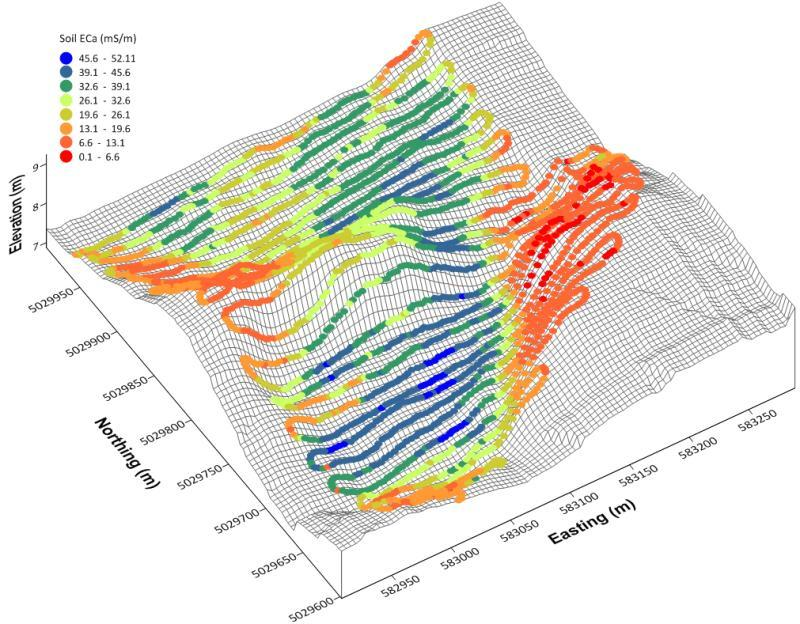 Soil ECa (mS/m)
45.6 - 52.11
39.1 - 45.6
32.6 - 39.1
26.1 - 32.6
19.6 - 26.1
13.1 - 19.6
6.6 - 13.1
0.1 - 6.6
Elevation (m)
9
8
7
5029950
5029900
5029850
5029800
5029750
5029700
5029650
5029600
Northing (m)
582950
583000
583050
583100
583150
583200
583250
Easting (m)